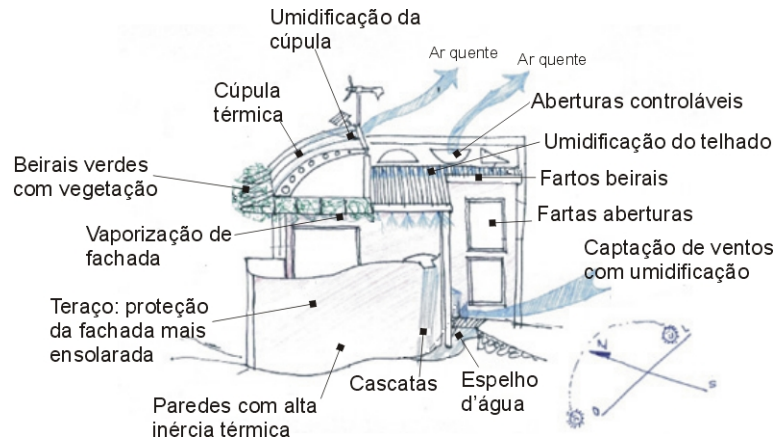 Umidificação da
cúpula
Ar quente
Ar quente
Cúpula
térmica
Aberturas controláveis
Umidificação do telhado
Beirais verdes
com vegetação
Fartos beirais
Fartas aberturas
Vaporização de
fachada
Captação de ventos
com umidificação
Teraço: proteção
da fachada mais
ensolarada
Cascatas
Espelho
d'água
Paredes com alta
inércia térmica
N
L
S
O